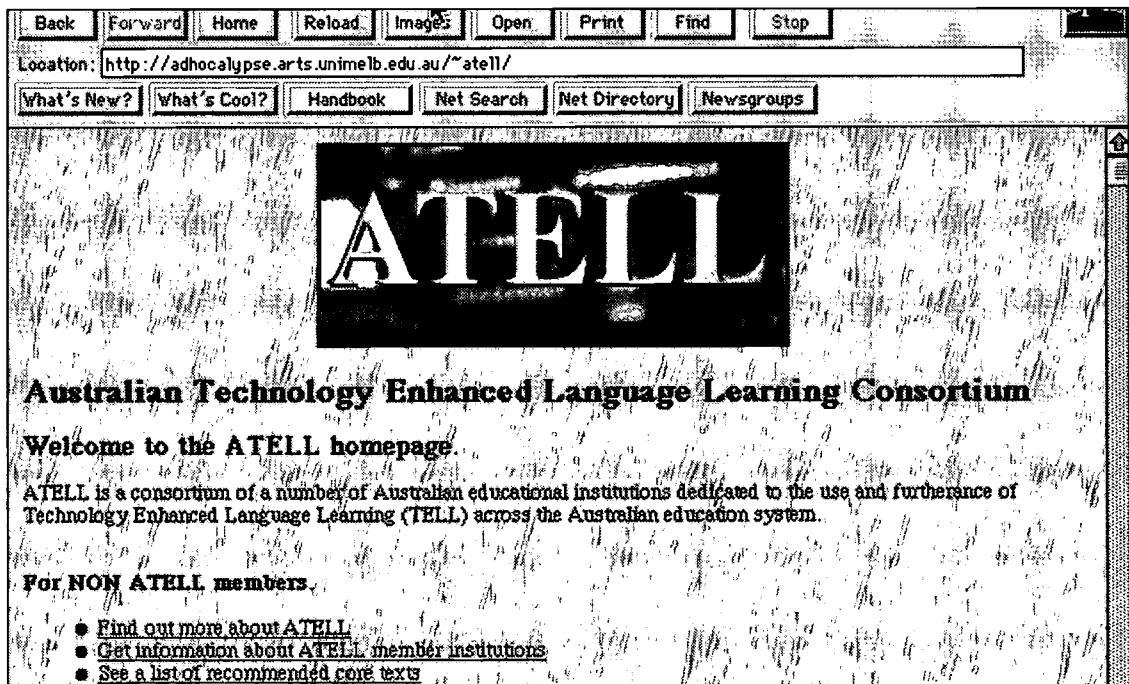 Back Forward Home Reload Images Open Print Find Stop
Location: http://adhocalypse.arts.unimelb.edu.au/~atell/
What's New? What's Cool? Handbook Net Search Net Directory Newsgroups
ATELL
Australian Technology Enhanced Language Learning Consortium
Welcome to the ATELL homepage.
ATELL is a consortium of a number of Australian educational institutions dedicated to the use and furtherance of
Technology Enhanced Language Learning (TELL) across the Australian education system.
For NON ATELL members.
Find out more about ATELL
Get information about ATELL member institutions
See a list of recommended core texts